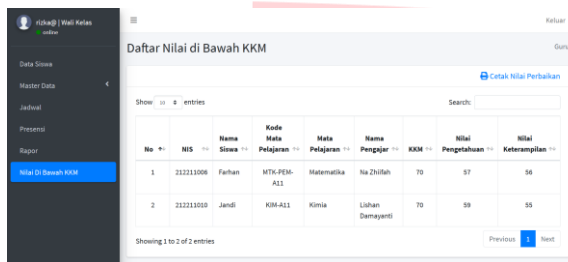 rizka@ | Wali Kelas
online
Keluar
Daftar Nilai di Bawah KKM
Guru
Data Siswa
Master Data
Jadwal
Presensi
Rapor
Nilai Di Bawah KKM
Cetak Nilai Perbaikan
Show 10 entries
Search:
No NIS Nama Siswa Kode Mata Pelajaran Mata Pelajaran Nama Pengajar KKM Nilai Pengetahuan Nilai Keterampilan
1 212211006 Farhan MTK-PEM-A11 Matematika Na Zhiifah 70 57 56
2 212211010 Jandi KIM-A11 Kimia Lishan Damayanti 70 59 55
Showing 1 to 2 of 2 entries
Previous 1 Next